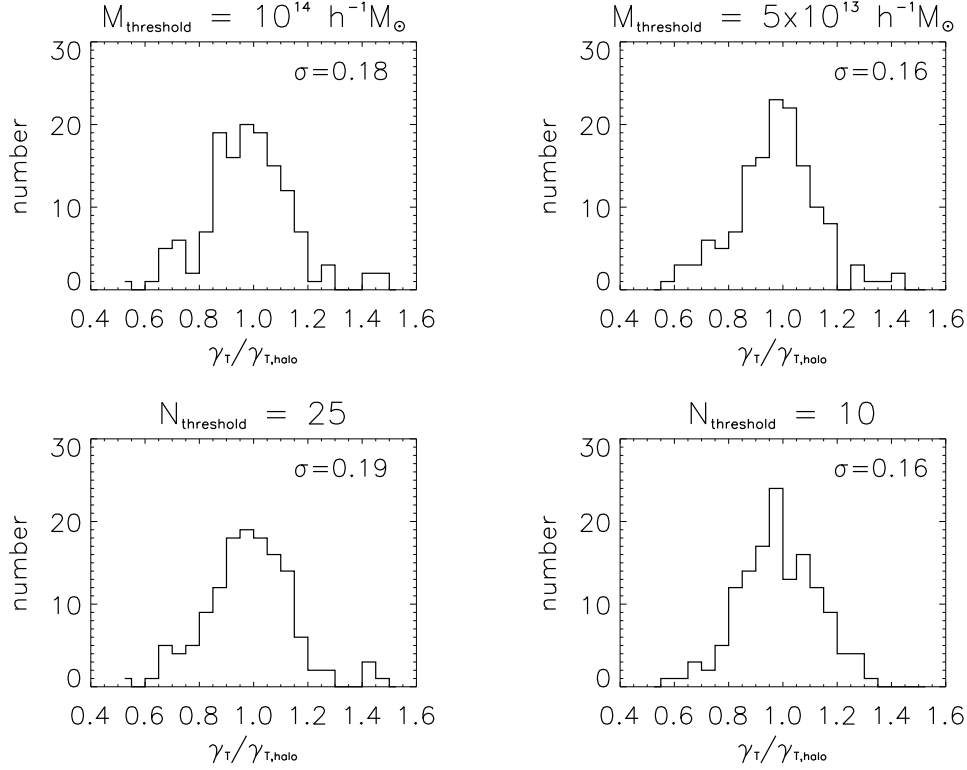 M_threshold = 10^14 h^-1 M_⊙
σ=0.18
number
30
20
10
0
0.4 0.6 0.8 1.0 1.2 1.4 1.6
γ_T/γ_T,halo
M_threshold = 5x10^13 h^-1 M_⊙
σ=0.16
number
30
20
10
0
0.4 0.6 0.8 1.0 1.2 1.4 1.6
γ_T/γ_T,halo
N_threshold = 25
σ=0.19
number
30
20
10
0
0.4 0.6 0.8 1.0 1.2 1.4 1.6
γ_T/γ_T,halo
N_threshold = 10
σ=0.16
number
30
20
10
0
0.4 0.6 0.8 1.0 1.2 1.4 1.6
γ_T/γ_T,halo